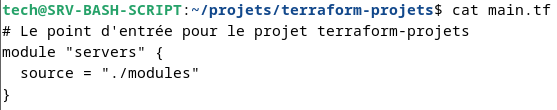 tech@SRV-BASH-SCRIPT:~/projets/terraform-projets$ cat main.tf
# Le point d'entrée pour le projet terraform-projets
module "servers" {
  source = "./modules"
}